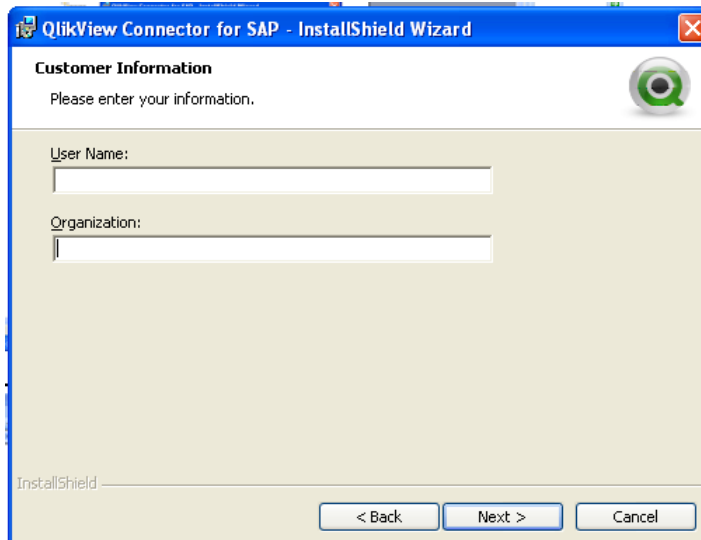 QlikView Connector for SAP - InstallShield Wizard
Customer Information
Please enter your information.
User Name:
Organization:
InstallShield
< Back Next > Cancel